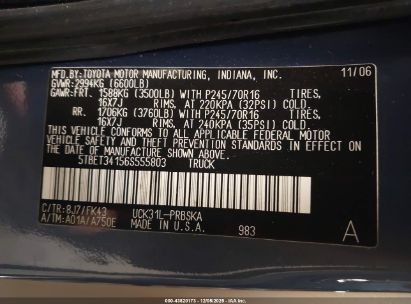 MFD.BY:TOYOTA MOTOR MANUFACTURING, INDIANA, INC. 11/06
GVWR:2994KG (6600LB)
GAWR:FRT. 1588KG (3500LB) WITH P245/70R16 TIRES,
16X7J RIMS, AT 220KPA (32PSI) COLD.
RR. 1706KG (3760LB) WITH P245/70R16 TIRES,
16X7J RIMS, AT 240KPA (35PSI) COLD.
THIS VEHICLE CONFORMS TO ALL APPLICABLE FEDERAL MOTOR
VEHICLE SAFETY AND THEFT PREVENTION STANDARDS IN EFFECT
ON THE DATE OF MANUFACTURE SHOWN ABOVE.
5TBET34156S555803 TRUCK
C/TR:8J7/FK43 UCK31L-PRBSKA
A/TM:A01A/A750E MADE IN U.S.A. 983 A